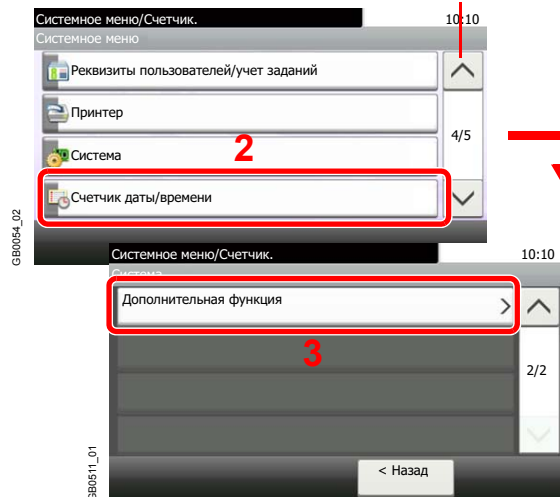 Системное меню/Счетчик.
10:10
Системное меню
Реквизиты пользователей/учет заданий
Принтер
4/5
2
Система
Счетчик даты/времени
GB0054_02
Системное меню/Счетчик.
10:10
Система
Дополнительная функция
3
2/2
GB0511_01
< Назад